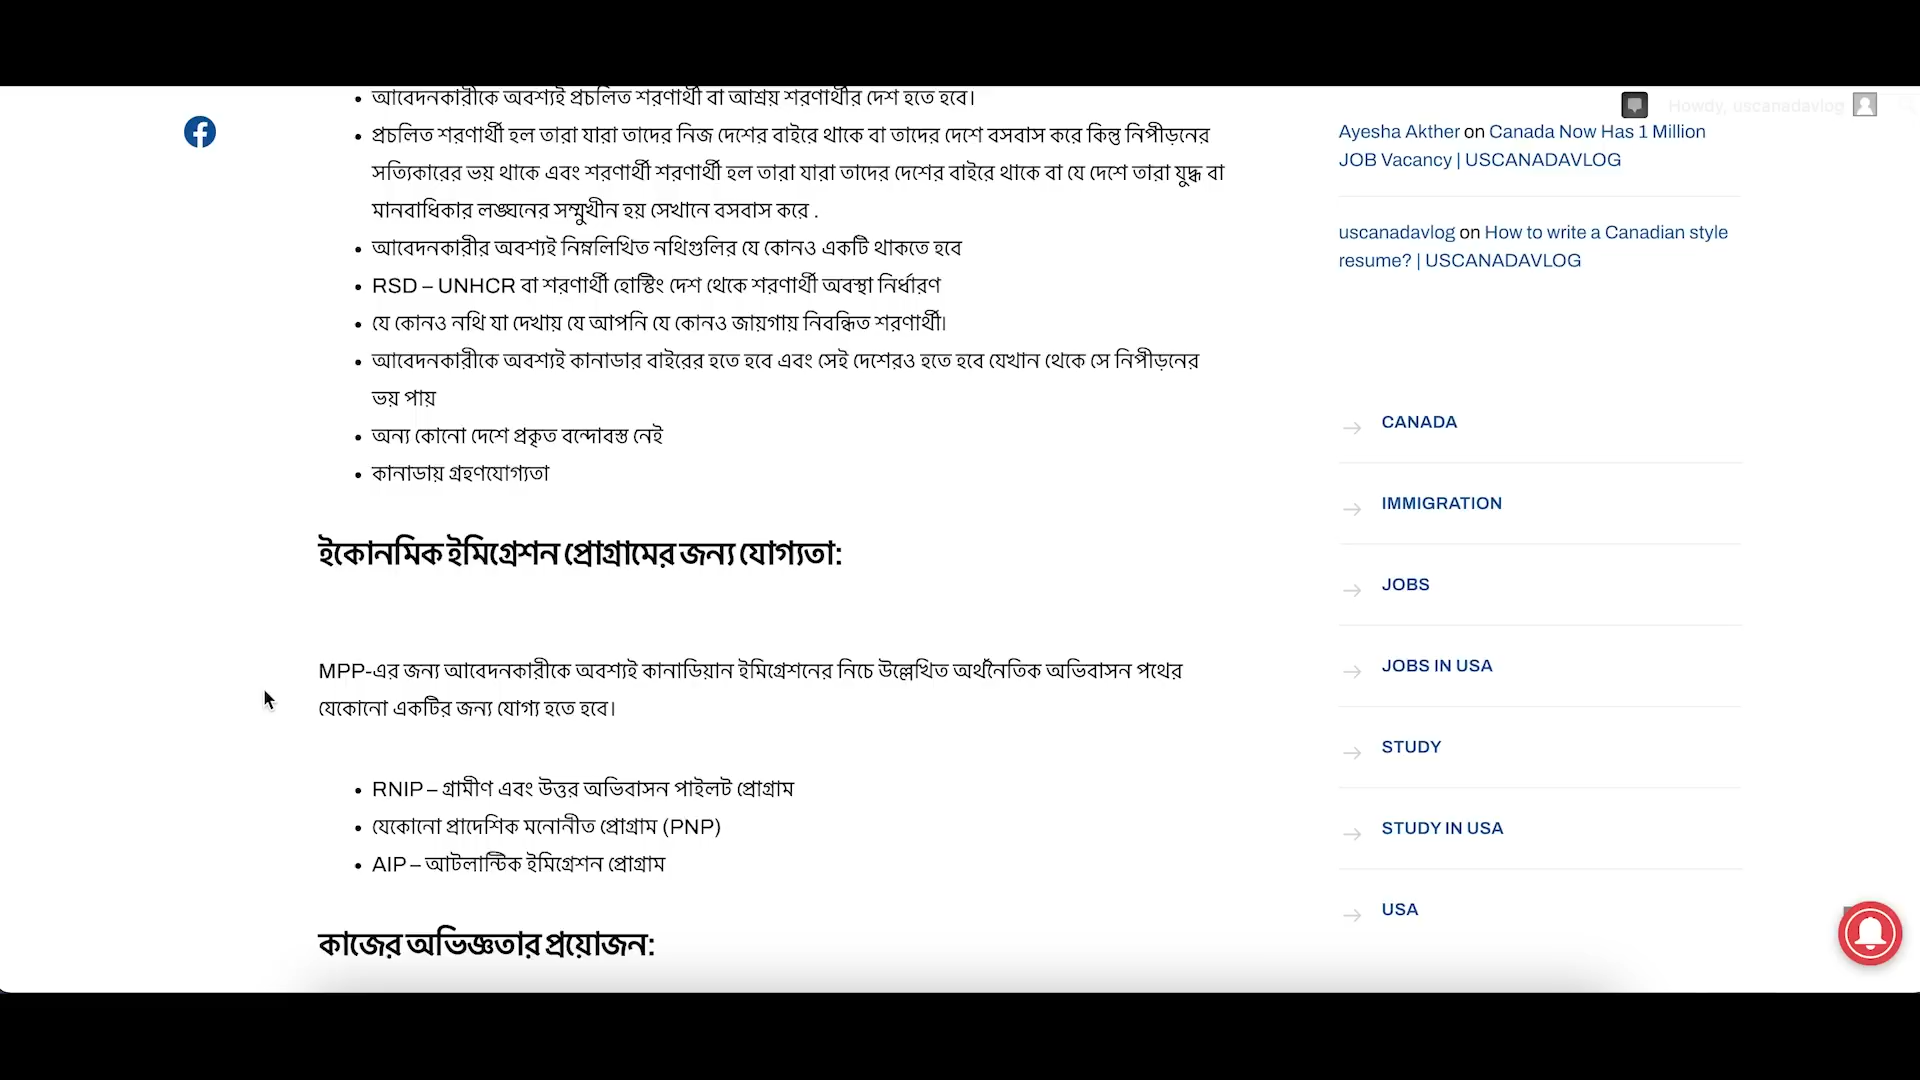 আবেদনকারীকে অবশ্যই প্রচলিত শরণার্থী বা আশ্রয় শরণার্থীর দেশ হতে হবে।
প্রচলিত শরণার্থী হল তারা যারা তাদের নিজ দেশের বাইরে থাকে বা তাদের দেশে বসবাস করে কিন্তু নিপীড়নের
সত্যিকারের ভয় থাকে এবং শরণার্থী শরণার্থী হল তারা যারা তাদের দেশের বাইরে থাকে বা যে দেশে তারা যুদ্ধ বা
মানবাধিকার লঙ্ঘনের সম্মুখীন হয় সেখানে বসবাস করে .
আবেদনকারীর অবশ্যই নিম্নলিখিত নথিগুলির যে কোনও একটি থাকতে হবে
RSD – UNHCR বা শরণার্থী হোস্টিং দেশ থেকে শরণার্থী অবস্থা নির্ধারণ
যে কোনও নথি যা দেখায় যে আপনি যে কোনও জায়গায় নিবন্ধিত শরণার্থী।
আবেদনকারীকে অবশ্যই কানাডার বাইরের হতে হবে এবং সেই দেশেরও হতে হবে যেখান থেকে সে নিপীড়নের
ভয় পায়
অন্য কোনো দেশে প্রকৃত বন্দোবস্ত নেই
কানাডায় গ্রহণযোগ্যতা
ইকোনমিক ইমিগ্রেশন প্রোগ্রামের জন্য যোগ্যতা:
MPP-এর জন্য আবেদনকারীকে অবশ্যই কানাডিয়ান ইমিগ্রেশনের নিচে উল্লেখিত অর্থনৈতিক অভিবাসন পথের
যেকোনো একটির জন্য যোগ্য হতে হবে।
RNIP – গ্রামীণ এবং উত্তর অভিবাসন পাইলট প্রোগ্রাম
যেকোনো প্রাদেশিক মনোনীত প্রোগ্রাম (PNP)
AIP – আটলান্টিক ইমিগ্রেশন প্রোগ্রাম
কাজের অভিজ্ঞতার প্রয়োজন:
Howdy, uscanadavlog
Ayesha Akther on Canada Now Has 1 Million
JOB Vacancy | USCANADAVLOG
uscanadavlog on How to write a Canadian style
resume? | USCANADAVLOG
CANADA
IMMIGRATION
JOBS
JOBS IN USA
STUDY
STUDY IN USA
USA